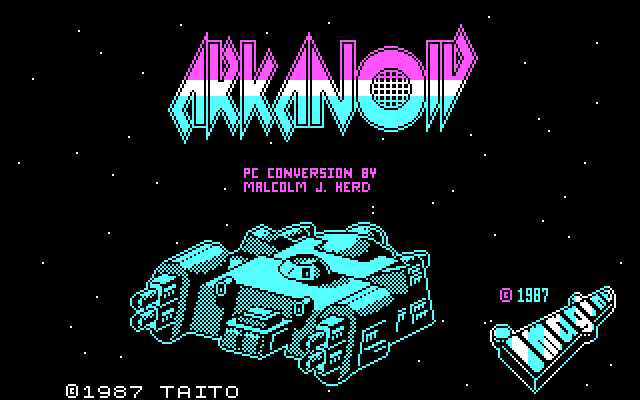 ARKANOID
PC CONVERSION BY
MALCOLM J. HERD
© 1987
Imagine
©1987 TAITO